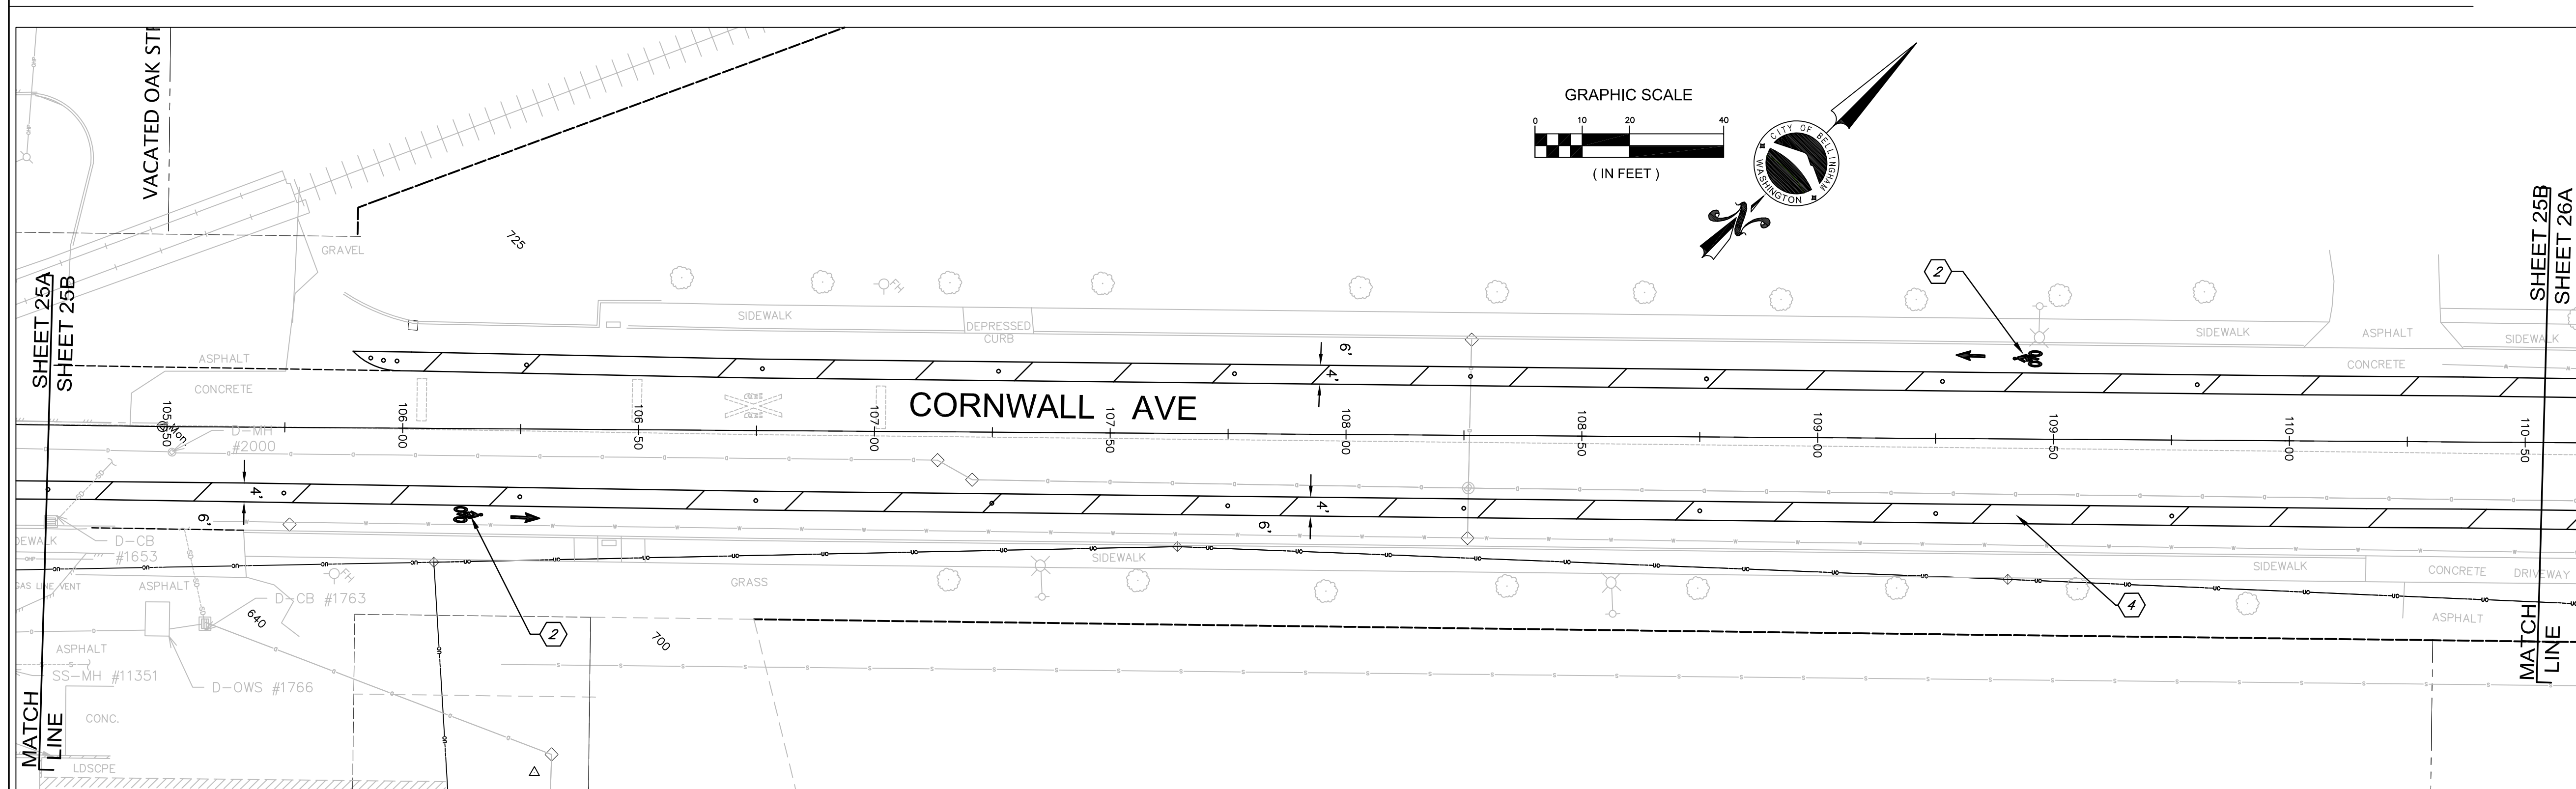 VACATED OAK STR
GRAPHIC SCALE
0 10 20 40
( IN FEET )
CITY OF BELLINGHAM
WASHINGTON
N
SHEET 25A
SHEET 25B
MATCH
LINE
SHEET 25B
SHEET 26A
MATCH
LINE
725
GRAVEL
SIDEWALK
DEPRESSED
CURB
2
SIDEWALK
ASPHALT
CONCRETE
SIDEWALK
ASPHALT
CONCRETE
6'
4'
CORNWALL AVE
105+50
106+00
106+50
107+00
107+50
108+00
108+50
109+00
109+50
110+00
110+50
Mon
D-MH
#2000
4'
6'
4'
6'
DEWALK
D-CB
#1653
GAS LINE VENT
ASPHALT
FH
FH
D-CB #1763
640
ASPHALT
SS-MH #11351
D-OWS #1766
CONC.
LDSCPE
2
700
GRASS
SIDEWALK
SIDEWALK
4
CONCRETE DRIVEWAY
ASPHALT